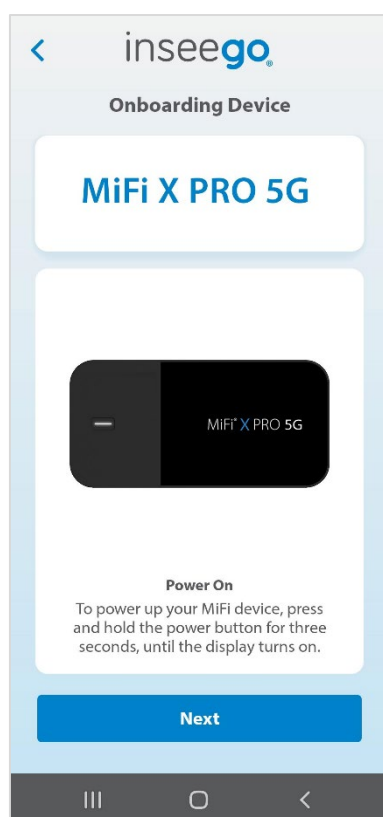 inseego
Onboarding Device
MiFi X PRO 5G
MiFi® X PRO 5G
Power On
To power up your MiFi device, press
and hold the power button for three
seconds, until the display turns on.
Next